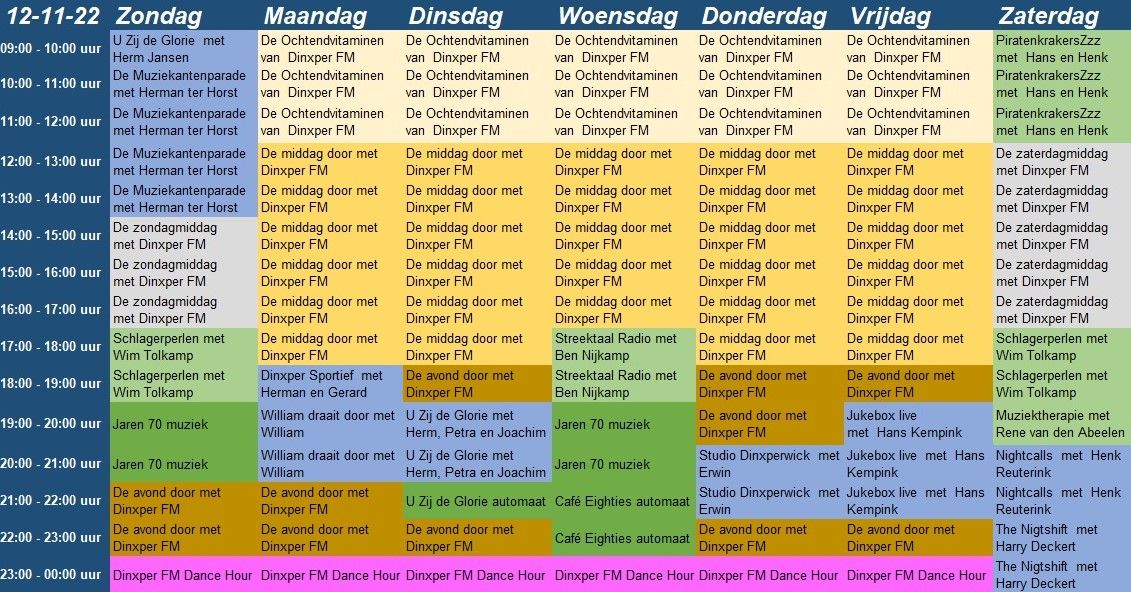 12-11-22 Zondag Maandag Dinsdag Woensdag Donderdag Vrijdag Zaterdag
09:00 - 10:00 uur U Zij de Glorie met De Ochtendvitaminen De Ochtendvitaminen De Ochtendvitaminen De Ochtendvitaminen De Ochtendvitaminen PiratenkrakersZzz
Herm Jansen van Dinxper FM van Dinxper FM van Dinxper FM van Dinxper FM van Dinxper FM met Hans en Henk
10:00 - 11:00 uur De Muziekantenparade De Ochtendvitaminen De Ochtendvitaminen De Ochtendvitaminen De Ochtendvitaminen De Ochtendvitaminen PiratenkrakersZzz
met Herman ter Horst van Dinxper FM van Dinxper FM van Dinxper FM van Dinxper FM van Dinxper FM met Hans en Henk
11:00 - 12:00 uur De Muziekantenparade De Ochtendvitaminen De Ochtendvitaminen De Ochtendvitaminen De Ochtendvitaminen De Ochtendvitaminen PiratenkrakersZzz
met Herman ter Horst van Dinxper FM van Dinxper FM van Dinxper FM van Dinxper FM van Dinxper FM met Hans en Henk
12:00 - 13:00 uur De Muziekantenparade De middag door met De middag door met De middag door met De middag door met De middag door met De zaterdagmiddag
met Herman ter Horst Dinxper FM Dinxper FM Dinxper FM Dinxper FM Dinxper FM met Dinxper FM
13:00 - 14:00 uur De Muziekantenparade De middag door met De middag door met De middag door met De middag door met De middag door met De zaterdagmiddag
met Herman ter Horst Dinxper FM Dinxper FM Dinxper FM Dinxper FM Dinxper FM met Dinxper FM
14:00 - 15:00 uur De zondagmiddag De middag door met De middag door met De middag door met De middag door met De middag door met De zaterdagmiddag
met Dinxper FM Dinxper FM Dinxper FM Dinxper FM Dinxper FM Dinxper FM met Dinxper FM
15:00 - 16:00 uur De zondagmiddag De middag door met De middag door met De middag door met De middag door met De middag door met De zaterdagmiddag
met Dinxper FM Dinxper FM Dinxper FM Dinxper FM Dinxper FM Dinxper FM met Dinxper FM
16:00 - 17:00 uur De zondagmiddag De middag door met De middag door met De middag door met De middag door met De middag door met De zaterdagmiddag
met Dinxper FM Dinxper FM Dinxper FM Dinxper FM Dinxper FM Dinxper FM met Dinxper FM
17:00 - 18:00 uur Schlagerperlen met De middag door met De middag door met Streektaal Radio met De middag door met De middag door met Schlagerperlen met
Wim Tolkamp Dinxper FM Dinxper FM Ben Nijkamp Dinxper FM Dinxper FM Wim Tolkamp
18:00 - 19:00 uur Schlagerperlen met Dinxper Sportief met De avond door met Streektaal Radio met De avond door met De avond door met Schlagerperlen met
Wim Tolkamp Herman en Gerard Dinxper FM Ben Nijkamp Dinxper FM Dinxper FM Wim Tolkamp
19:00 - 20:00 uur Jaren 70 muziek William draait door met U Zij de Glorie met Jaren 70 muziek De avond door met Jukebox live Muziektherapie met
William Herm, Petra en Joachim Dinxper FM met Hans Kempink Rene van den Abeelen
20:00 - 21:00 uur Jaren 70 muziek William draait door met U Zij de Glorie met Jaren 70 muziek Studio Dinxperwick met Jukebox live met Hans Nightcalls met Henk
William Herm, Petra en Joachim Erwin Kempink Reuterink
21:00 - 22:00 uur De avond door met De avond door met U Zij de Glorie automaat Café Eighties automaat Studio Dinxperwick met Jukebox live met Hans Nightcalls met Henk
Dinxper FM Dinxper FM Erwin Kempink Reuterink
22:00 - 23:00 uur De avond door met De avond door met De avond door met Café Eighties automaat De avond door met De avond door met The Nigtshift met
Dinxper FM Dinxper FM Dinxper FM Dinxper FM Dinxper FM Harry Deckert
23:00 - 00:00 uur Dinxper FM Dance Hour Dinxper FM Dance Hour Dinxper FM Dance Hour Dinxper FM Dance Hour Dinxper FM Dance Hour Dinxper FM Dance Hour The Nigtshift met
Harry Deckert